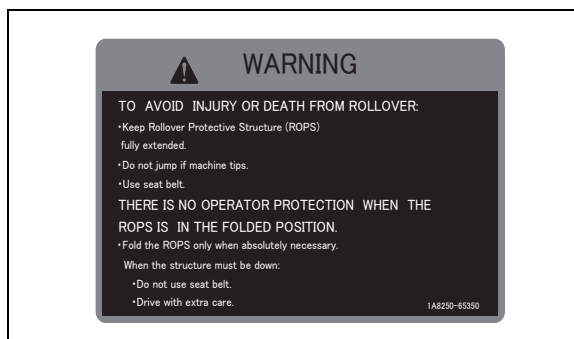 WARNING
TO AVOID INJURY OR DEATH FROM ROLLOVER:
・Keep Rollover Protective Structure (ROPS)
fully extended.
・Do not jump if machine tips.
・Use seat belt.
THERE IS NO OPERATOR PROTECTION WHEN THE
ROPS IS IN THE FOLDED POSITION.
・Fold the ROPS only when absolutely necessary.
When the structure must be down:
・Do not use seat belt.
・Drive with extra care.
1A8250-65350